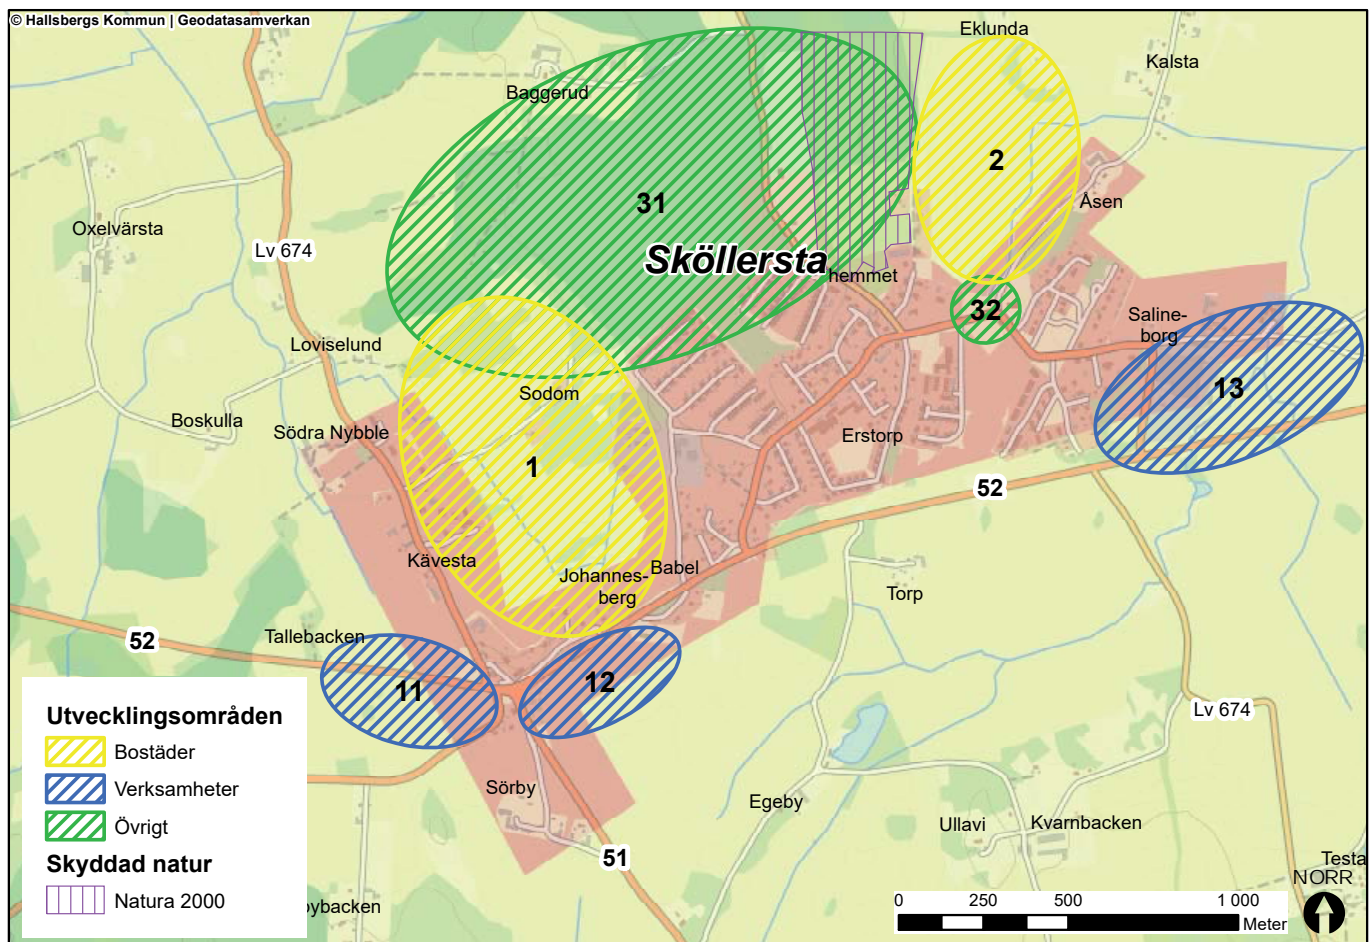 © Hallsbergs Kommun | Geodatasamverkan
Eklunda
Kalsta
Baggerud
2
31
Åsen
Oxelvärsta
Lv 674
Sköllersta
hemmet
32
Saline-
borg
Loviselund
13
Sodom
Boskulla
Södra Nybble
Erstorp
1
52
Kävesta
Johannes-
berg
Babel
Torp
52
Tallebacken
11
12
Lv 674
Utvecklingsområden
Bostäder
Verksamheter
Övrigt
Skyddad natur
Natura 2000
Sörby
Egeby
Ullavi
Kvarnbacken
51
Testa
NORR
bybacken
0 250 500 1 000
Meter